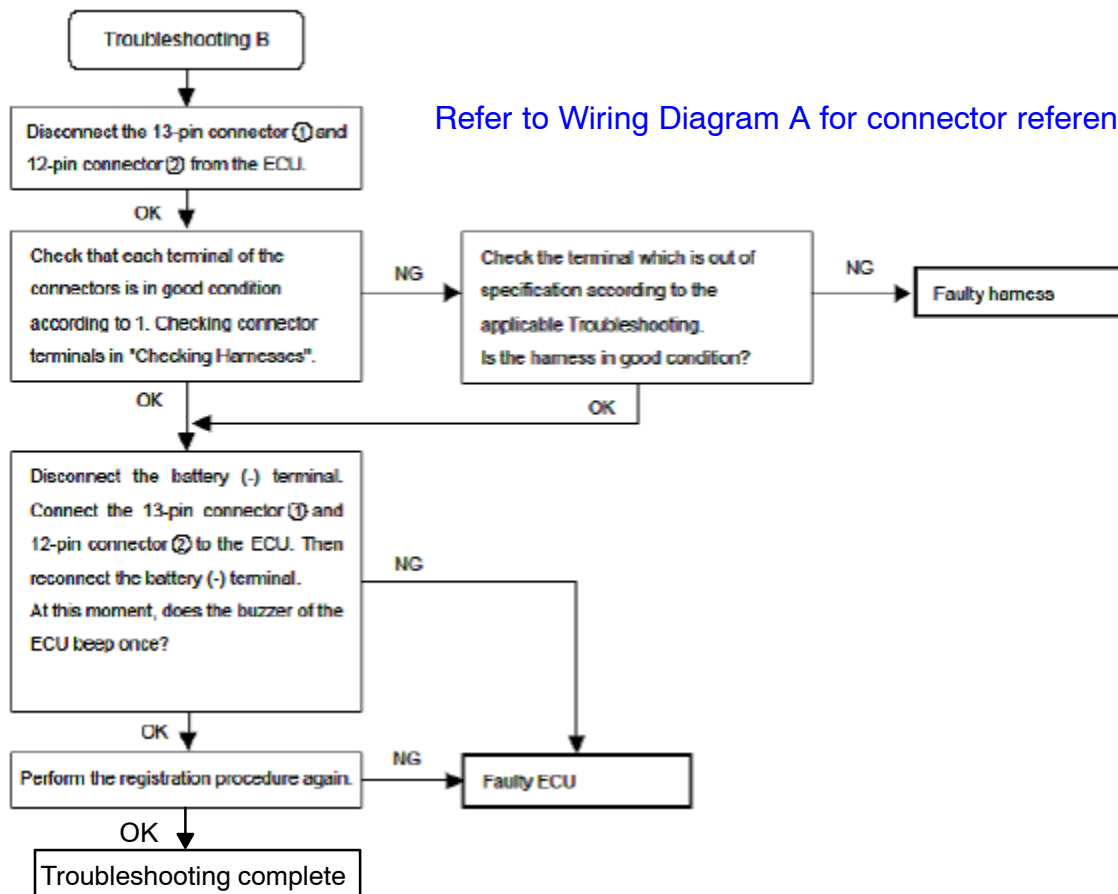 Troubleshooting B
Refer to Wiring Diagram A for connector referen
Disconnect the 13-pin connector ① and
12-pin connector ② from the ECU.
OK
Check that each terminal of the
connectors is in good condition
according to 1. Checking connector
terminals in "Checking Harnesses".
NG
Check the terminal which is out of
specification according to the
applicable Troubleshooting.
Is the harness in good condition?
NG
Faulty harness
OK
OK
Disconnect the battery (-) terminal.
Connect the 13-pin connector ① and
12-pin connector ② to the ECU. Then
reconnect the battery (-) terminal.
At this moment, does the buzzer of the
ECU beep once?
NG
OK
Perform the registration procedure again.
NG
Faulty ECU
OK
Troubleshooting complete